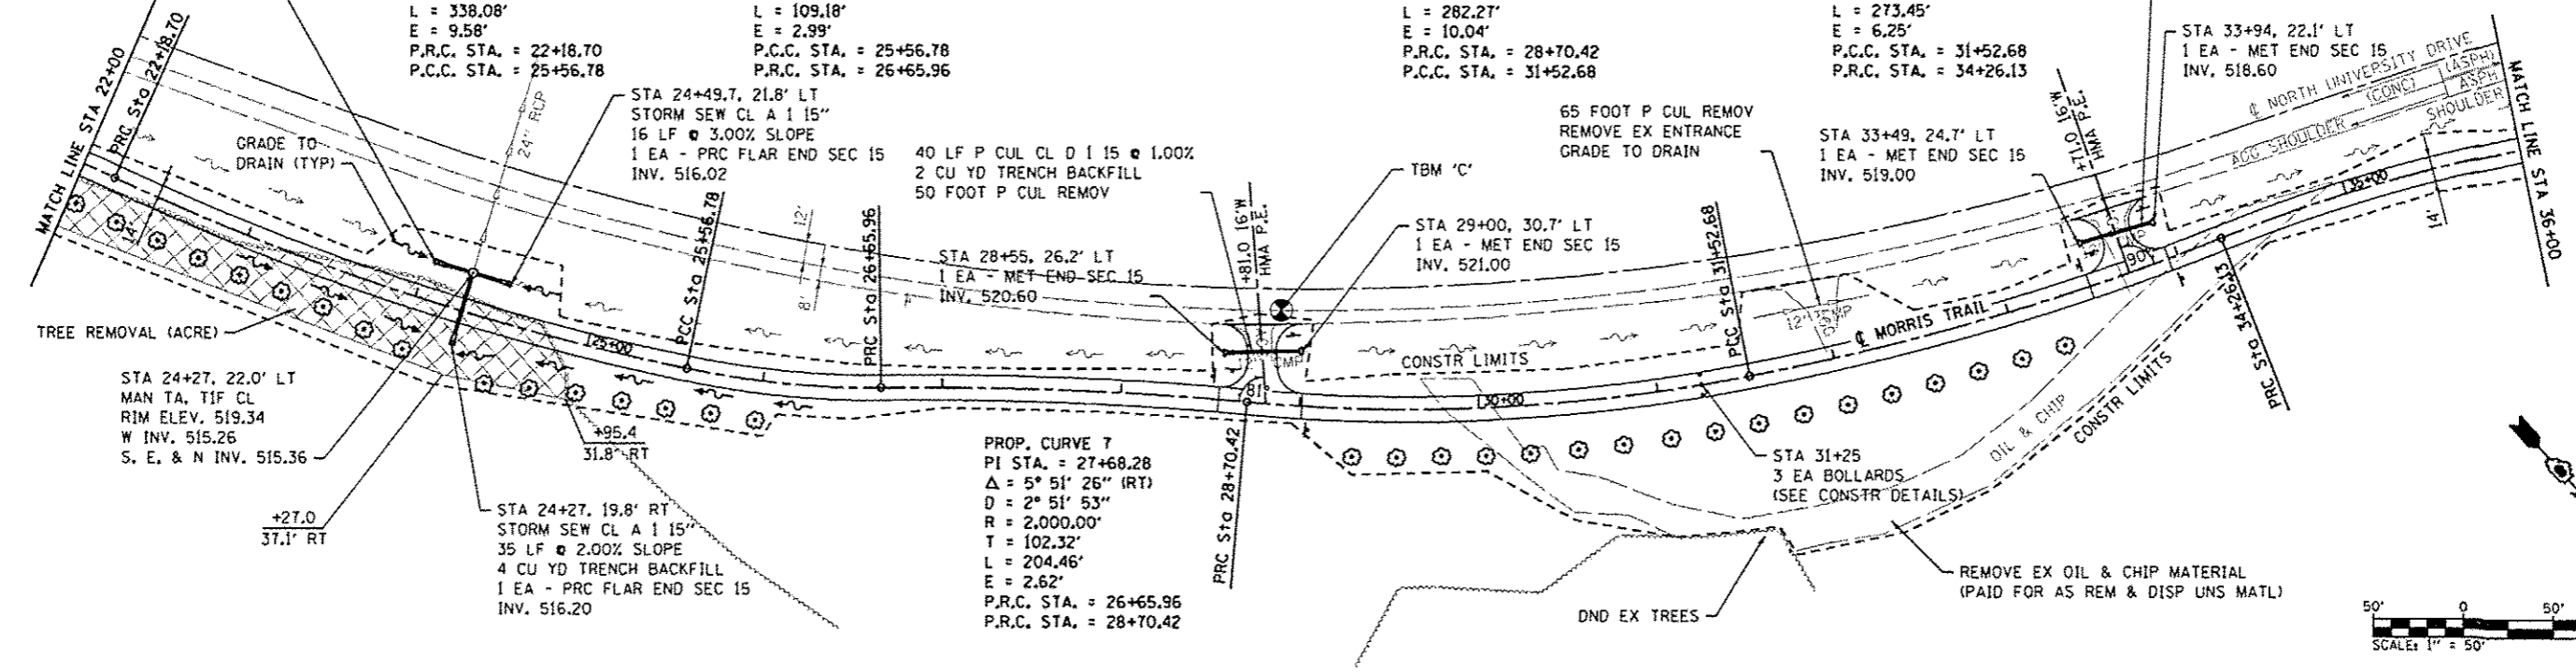 L = 338.08'
E = 9.58'
P.R.C. STA. = 22+18.70
P.C.C. STA. = 25+56.78
L = 109.18'
E = 2.99'
P.C.C. STA. = 25+56.78
P.R.C. STA. = 26+65.96
L = 282.27'
E = 10.04'
P.R.C. STA. = 28+70.42
P.C.C. STA. = 31+52.68
L = 273.45'
E = 6.25'
P.C.C. STA. = 31+52.68
P.R.C. STA. = 34+26.13
STA 33+94, 22.1' LT
1 EA - MET END SEC 15
INV. 518.60
MATCH LINE STA 22+00
PRC Sta 22+18.70
GRADE TO
DRAIN (TYP)
24" RCP
STA 24+49.7, 21.8' LT
STORM SEW CL A 1 15"
16 LF @ 3.00% SLOPE
1 EA - PRC FLAR END SEC 15
INV. 516.02
40 LF P CUL CL D 1 15 @ 1.00%
2 CU YD TRENCH BACKFILL
50 FOOT P CUL REMOV
+81.0 16'W
HMA P.E.
TBM 'C'
65 FOOT P CUL REMOV
REMOVE EX ENTRANCE
GRADE TO DRAIN
STA 33+49, 24.7' LT
1 EA - MET END SEC 15
INV. 519.00
+71.0 16'W
HMA P.E.
℄ NORTH UNIVERSITY DRIVE
(CONC)
(ASPH)
ASPH
SHOULDER
AGG SHOULDER
MATCH LINE STA 36+00
14'
12'
8'
PCC Sta 25+56.78
PRC Sta 26+65.96
STA 28+55, 26.2' LT
1 EA - MET END SEC 15
INV. 520.60
STA 29+00, 30.7' LT
1 EA - MET END SEC 15
INV. 521.00
PCC Sta 31+52.68
CMP
CONSTR LIMITS
℄ MORRIS TRAIL
90°
35+00
14'
PRC Sta 34+26.13
TREE REMOVAL (ACRE)
25+00
81°
30+00
STA 24+27, 22.0' LT
MAN TA, T1F CL
RIM ELEV. 519.34
W INV. 515.26
S, E, & N INV. 515.36
+95.4
31.8' RT
+27.0
37.1' RT
STA 24+27, 19.8' RT
STORM SEW CL A 1 15"
35 LF @ 2.00% SLOPE
4 CU YD TRENCH BACKFILL
1 EA - PRC FLAR END SEC 15
INV. 516.20
PROP. CURVE 7
PI STA. = 27+68.28
Δ = 5° 51' 26" (RT)
D = 2° 51' 53"
R = 2,000.00'
T = 102.32'
L = 204.46'
E = 2.62'
P.R.C. STA. = 26+65.96
P.R.C. STA. = 28+70.42
PRC Sta 28+70.42
STA 31+25
3 EA BOLLARDS
(SEE CONSTR DETAILS)
OIL & CHIP
CONSTR LIMITS
REMOVE EX OIL & CHIP MATERIAL
(PAID FOR AS REM & DISP UNS MATL)
DND EX TREES
50' 0 50'
SCALE: 1" = 50'